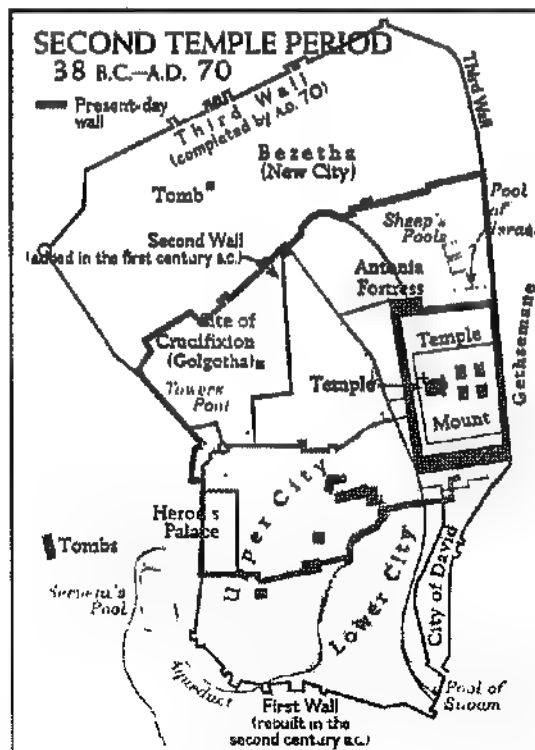 SECOND TEMPLE PERIOD
38 B.C.–A.D. 70
Present-day
wall
Third Wall
(completed by A.D. 70)
Third Wall
Bezetha
(New City)
Tomb
Pool
of
Sheep's
Pools
Second Wall
(added in the first century B.C.)
Antonia
Fortress
Site of
Crucifixion
(Golgotha)
Temple
Mount
Temple
Gethsemane
Towers
Pool
Upper City
Herod's
Palace
Tombs
Pool
Lower City
City of David
Aqueduct
First Wall
(rebuilt in the
second century B.C.)
Pool of